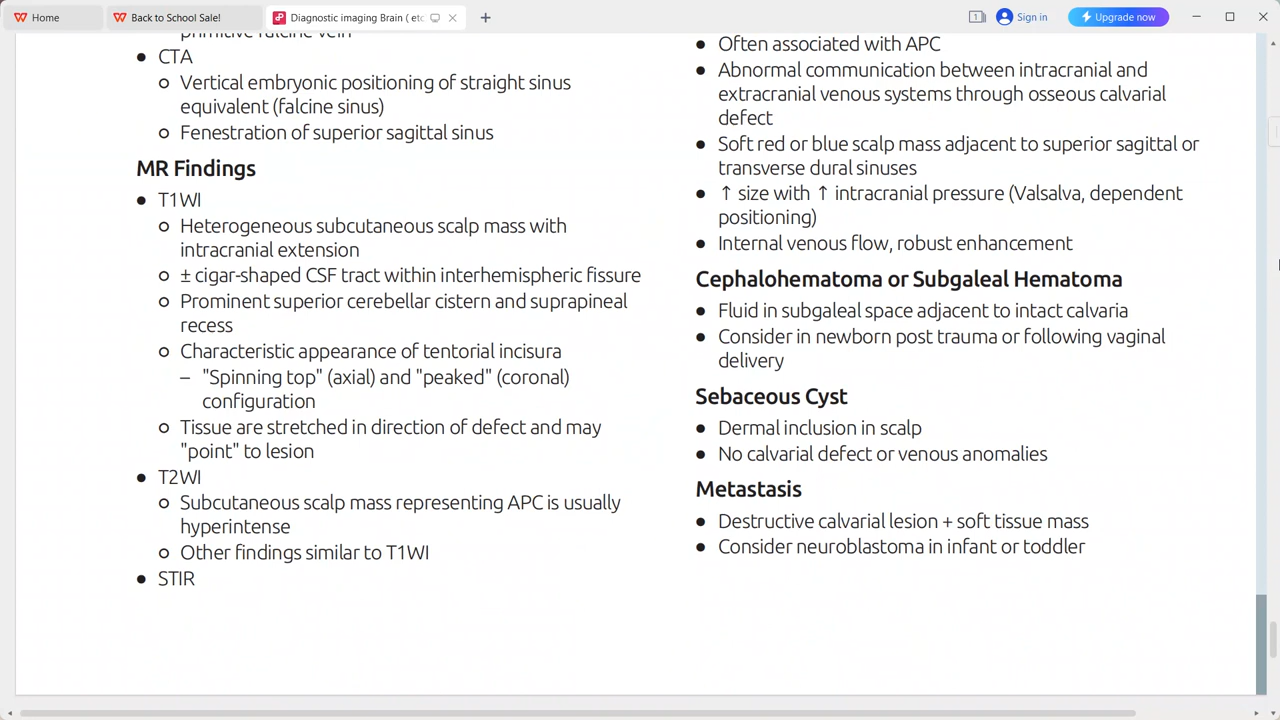 Home
Back to School Sale!
Diagnostic imaging Brain ( etc
1
Sign in
Upgrade now
primitive falcine vein
● CTA
○ Vertical embryonic positioning of straight sinus
equivalent (falcine sinus)
○ Fenestration of superior sagittal sinus
MR Findings
● T1WI
○ Heterogeneous subcutaneous scalp mass with
intracranial extension
○ ± cigar-shaped CSF tract within interhemispheric fissure
○ Prominent superior cerebellar cistern and suprapineal
recess
○ Characteristic appearance of tentorial incisura
– "Spinning top" (axial) and "peaked" (coronal)
configuration
○ Tissue are stretched in direction of defect and may
"point" to lesion
● T2WI
○ Subcutaneous scalp mass representing APC is usually
hyperintense
○ Other findings similar to T1WI
● STIR
● Often associated with APC
● Abnormal communication between intracranial and
extracranial venous systems through osseous calvarial
defect
● Soft red or blue scalp mass adjacent to superior sagittal or
transverse dural sinuses
● ↑ size with ↑ intracranial pressure (Valsalva, dependent
positioning)
● Internal venous flow, robust enhancement
Cephalohematoma or Subgaleal Hematoma
● Fluid in subgaleal space adjacent to intact calvaria
● Consider in newborn post trauma or following vaginal
delivery
Sebaceous Cyst
● Dermal inclusion in scalp
● No calvarial defect or venous anomalies
Metastasis
● Destructive calvarial lesion + soft tissue mass
● Consider neuroblastoma in infant or toddler